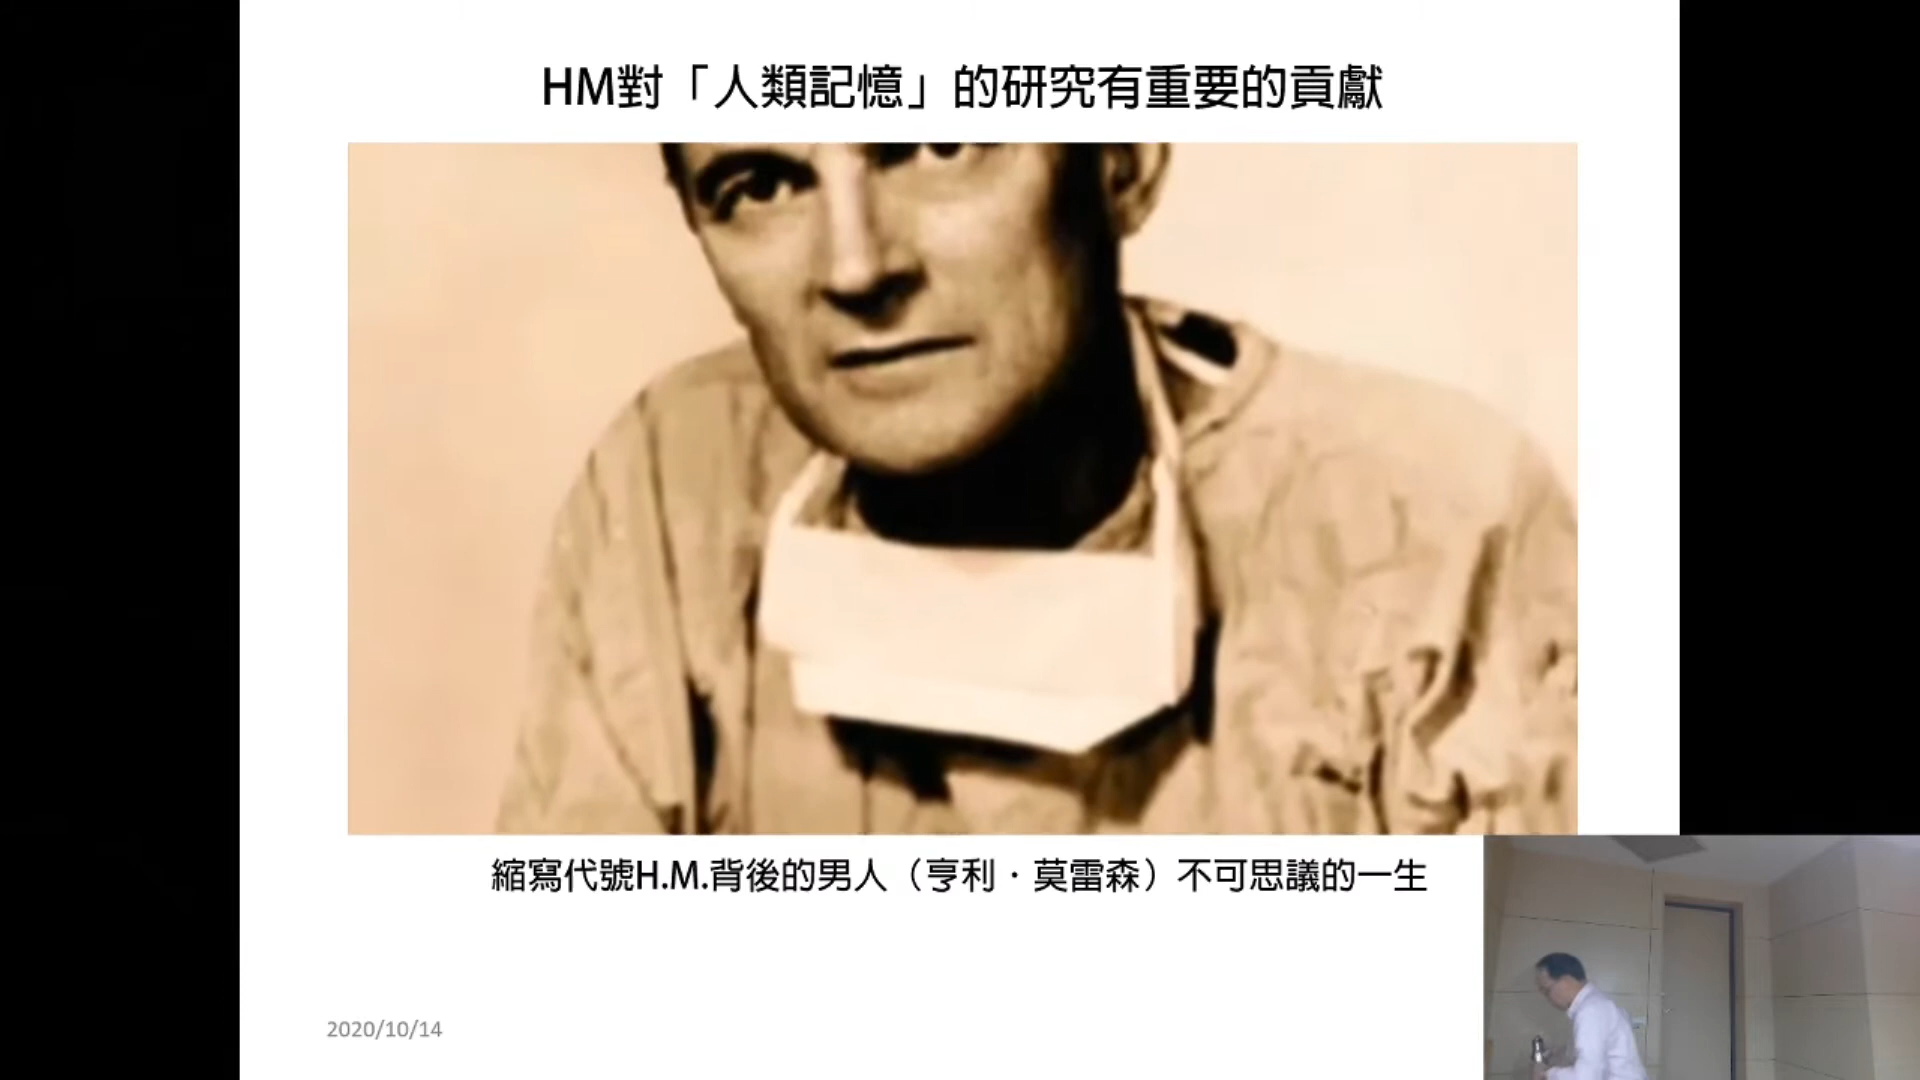 HM對「人類記憶」的研究有重要的貢獻
縮寫代號H.M.背後的男人（亨利．莫雷森）不可思議的一生
2020/10/14